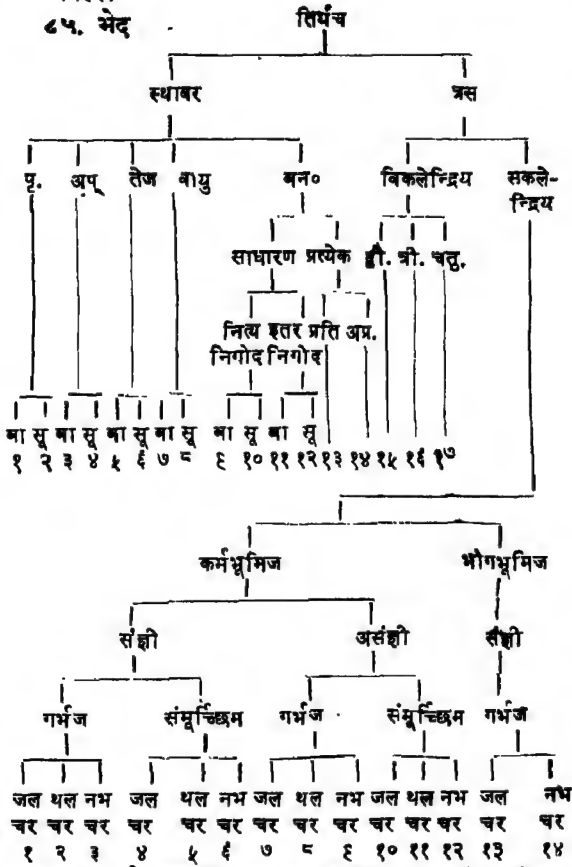 ८५. भेद
तिर्यंच
स्थावर त्रस
पृ. अप् तेज वायु वन० विकलेन्द्रिय सकले-
न्द्रिय
साधारण प्रत्येक द्वी. त्री. चतु.
नित्य इतर प्रति अप्र.
निगोद निगोद
बा सू बा सू बा सू बा सू बा सू बा सू
१ २ ३ ४ ५ ६ ७ ८ ९ १० ११ १२ १३ १४ १५ १६ १७
कर्मभूमिज भोगभूमिज
संज्ञी असंज्ञी संज्ञी
गर्भज संमूर्च्छिम गर्भज संमूर्च्छिम गर्भज
जल थल नभ जल थल नभ जल थल नभ जल थल नभ जल नभ
चर चर चर चर चर चर चर चर चर चर चर चर चर चर
१ २ ३ ४ ५ ६ ७ ८ ९ १० ११ १२ १३ १४